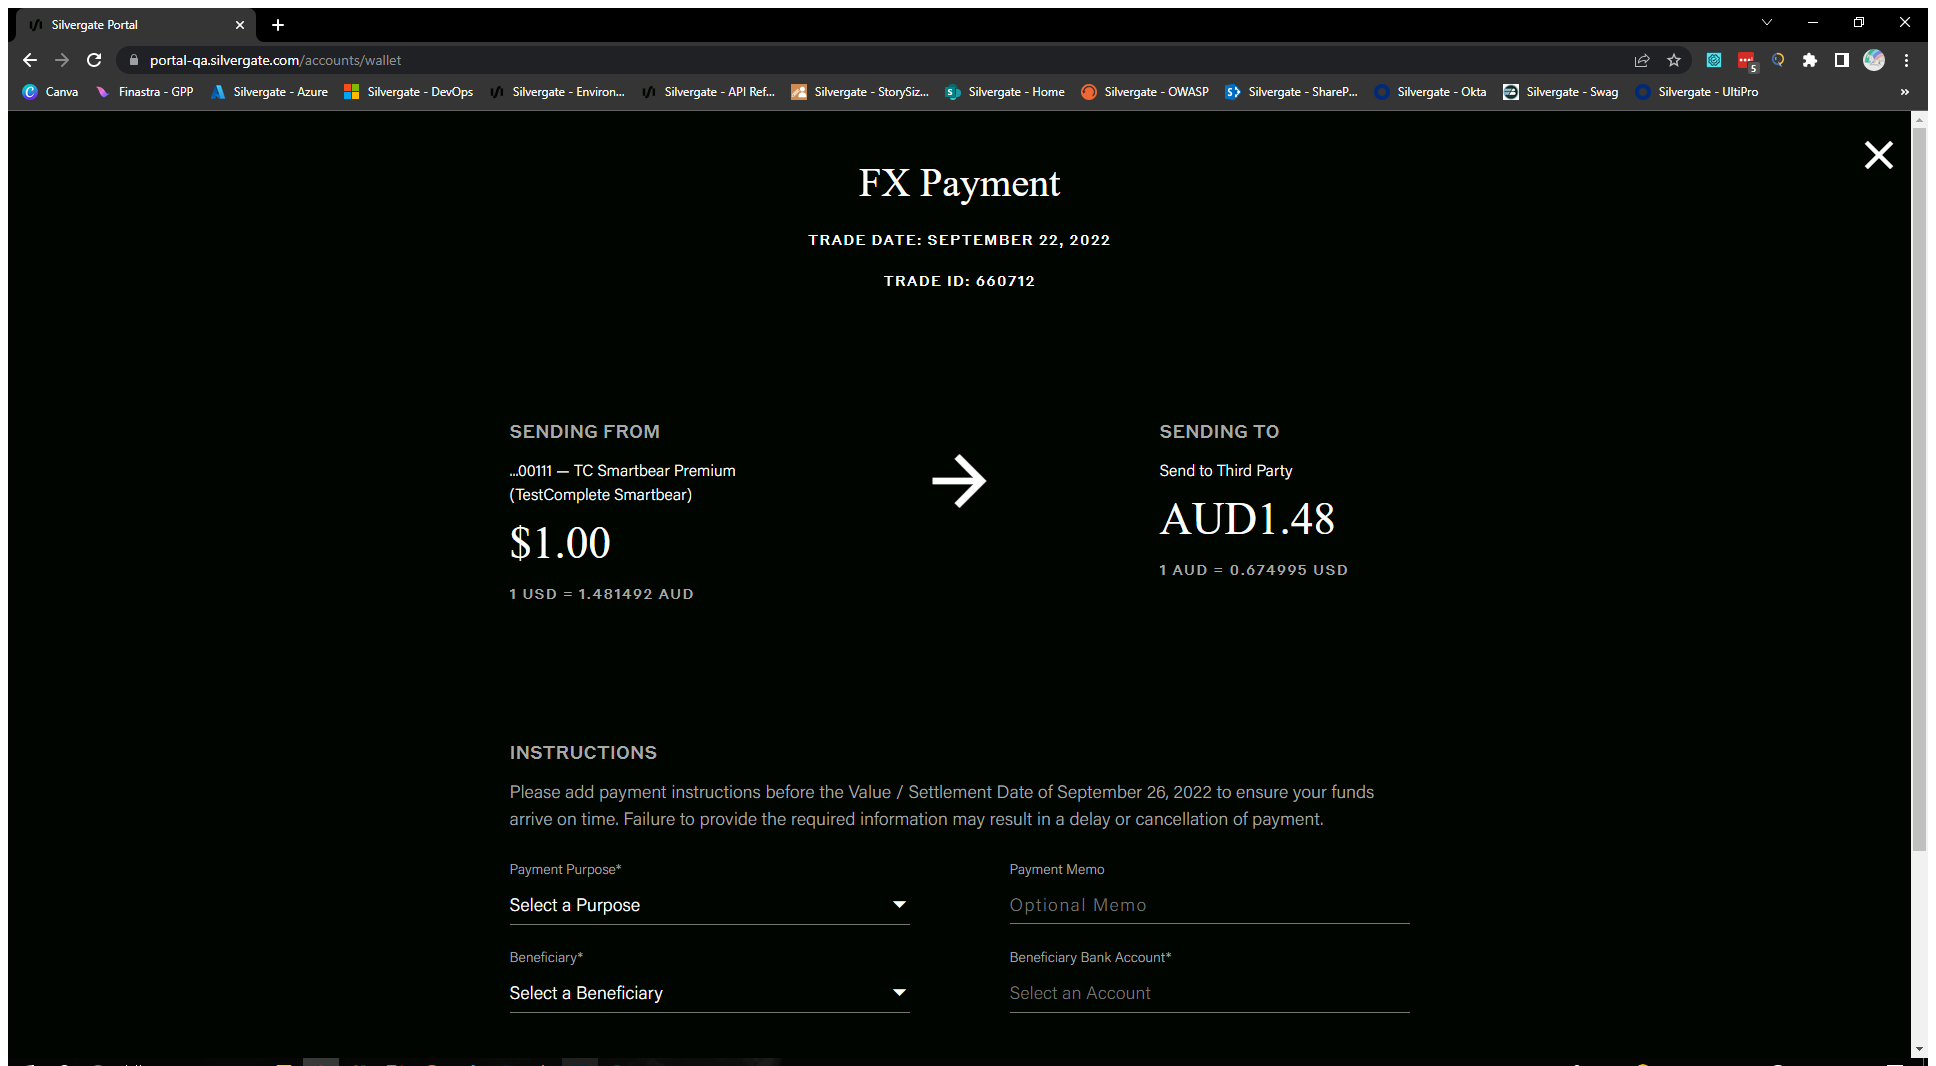 Silvergate Portal
portal-qa.silvergate.com/accounts/wallet
5
Canva Finastra - GPP Silvergate - Azure Silvergate - DevOps Silvergate - Environ... Silvergate - API Ref... Silvergate - StorySiz... Silvergate - Home Silvergate - OWASP Silvergate - ShareP... Silvergate - Okta Silvergate - Swag Silvergate - UltiPro »
FX Payment
TRADE DATE: SEPTEMBER 22, 2022
TRADE ID: 660712
SENDING FROM
...00111 — TC Smartbear Premium
(TestComplete Smartbear)
$1.00
1 USD = 1.481492 AUD
SENDING TO
Send to Third Party
AUD1.48
1 AUD = 0.674995 USD
INSTRUCTIONS
Please add payment instructions before the Value / Settlement Date of September 26, 2022 to ensure your funds
arrive on time. Failure to provide the required information may result in a delay or cancellation of payment.
Payment Purpose*
Select a Purpose
Payment Memo
Optional Memo
Beneficiary*
Select a Beneficiary
Beneficiary Bank Account*
Select an Account